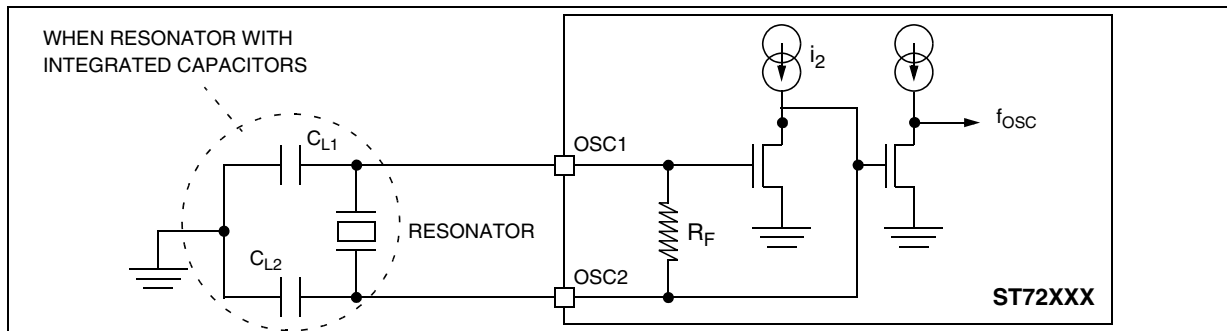 WHEN RESONATOR WITH
INTEGRATED CAPACITORS
i2
fOSC
CL1
OSC1
RESONATOR
RF
CL2
OSC2
ST72XXX